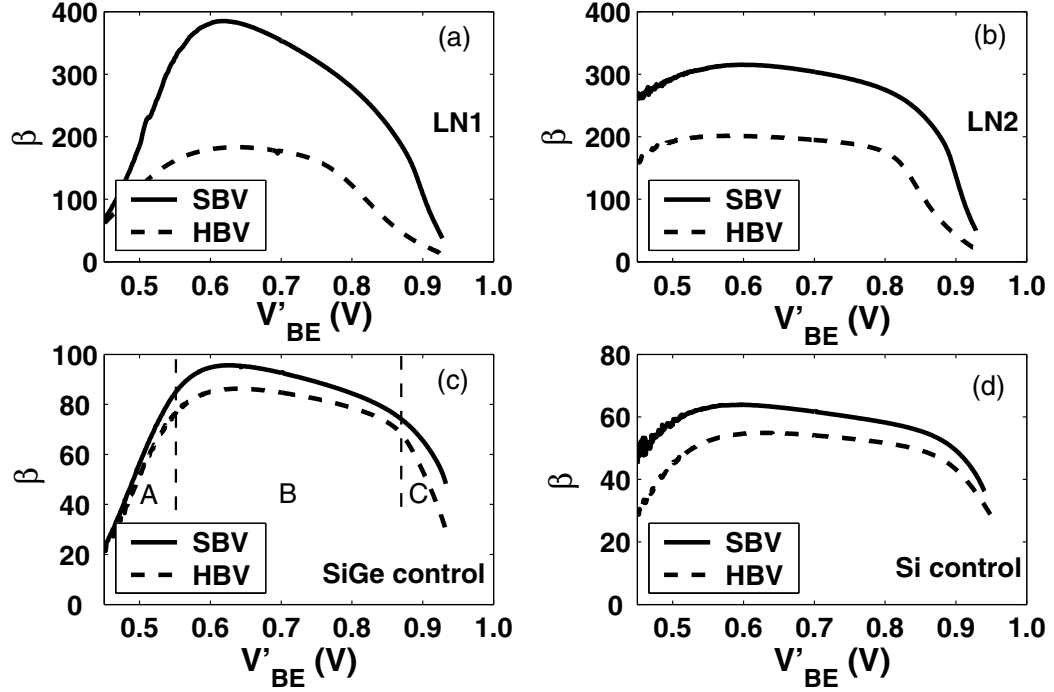 400
300
200
100
0
β
(a)
LN1
SBV
HBV
0.5 0.6 0.7 0.8 0.9 1.0
V'BE (V)
400
300
200
100
0
β
(b)
LN2
SBV
HBV
0.5 0.6 0.7 0.8 0.9 1.0
V'BE (V)
100
80
60
40
20
0
β
(c)
A B C
SBV
HBV
SiGe control
0.5 0.6 0.7 0.8 0.9 1.0
V'BE (V)
80
60
40
20
0
β
(d)
SBV
HBV
Si control
0.5 0.6 0.7 0.8 0.9 1.0
V'BE (V)